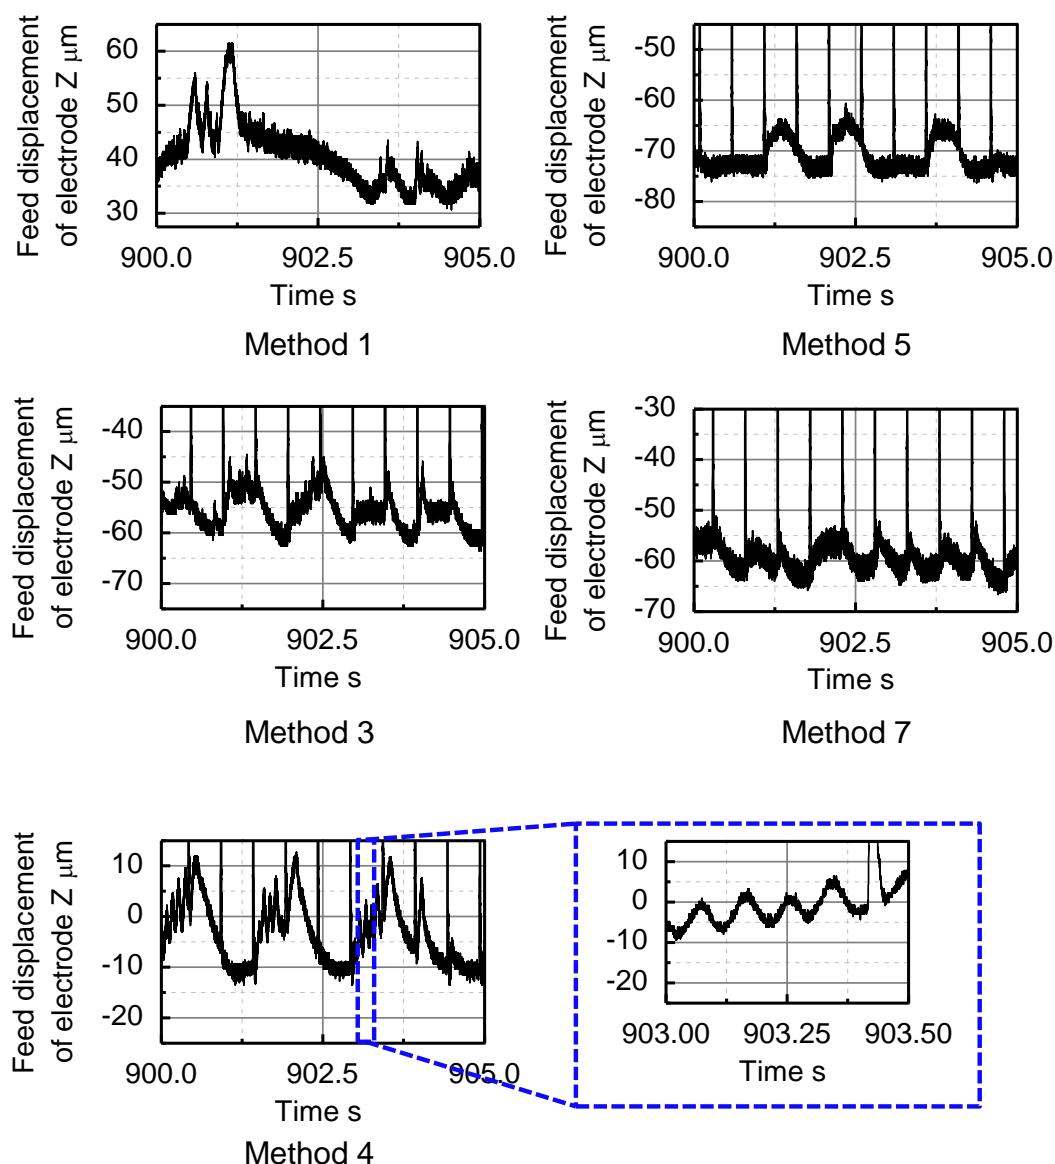 Feed displacement
of electrode Z μm
60
50
40
30
900.0 902.5 905.0
Time s
Method 1
Feed displacement
of electrode Z μm
-50
-60
-70
-80
900.0 902.5 905.0
Time s
Method 5
Feed displacement
of electrode Z μm
-40
-50
-60
-70
900.0 902.5 905.0
Time s
Method 3
Feed displacement
of electrode Z μm
-30
-40
-50
-60
-70
900.0 902.5 905.0
Time s
Method 7
Feed displacement
of electrode Z μm
10
0
-10
-20
900.0 902.5 905.0
Time s
Method 4
10
0
-10
-20
903.00 903.25 903.50
Time s